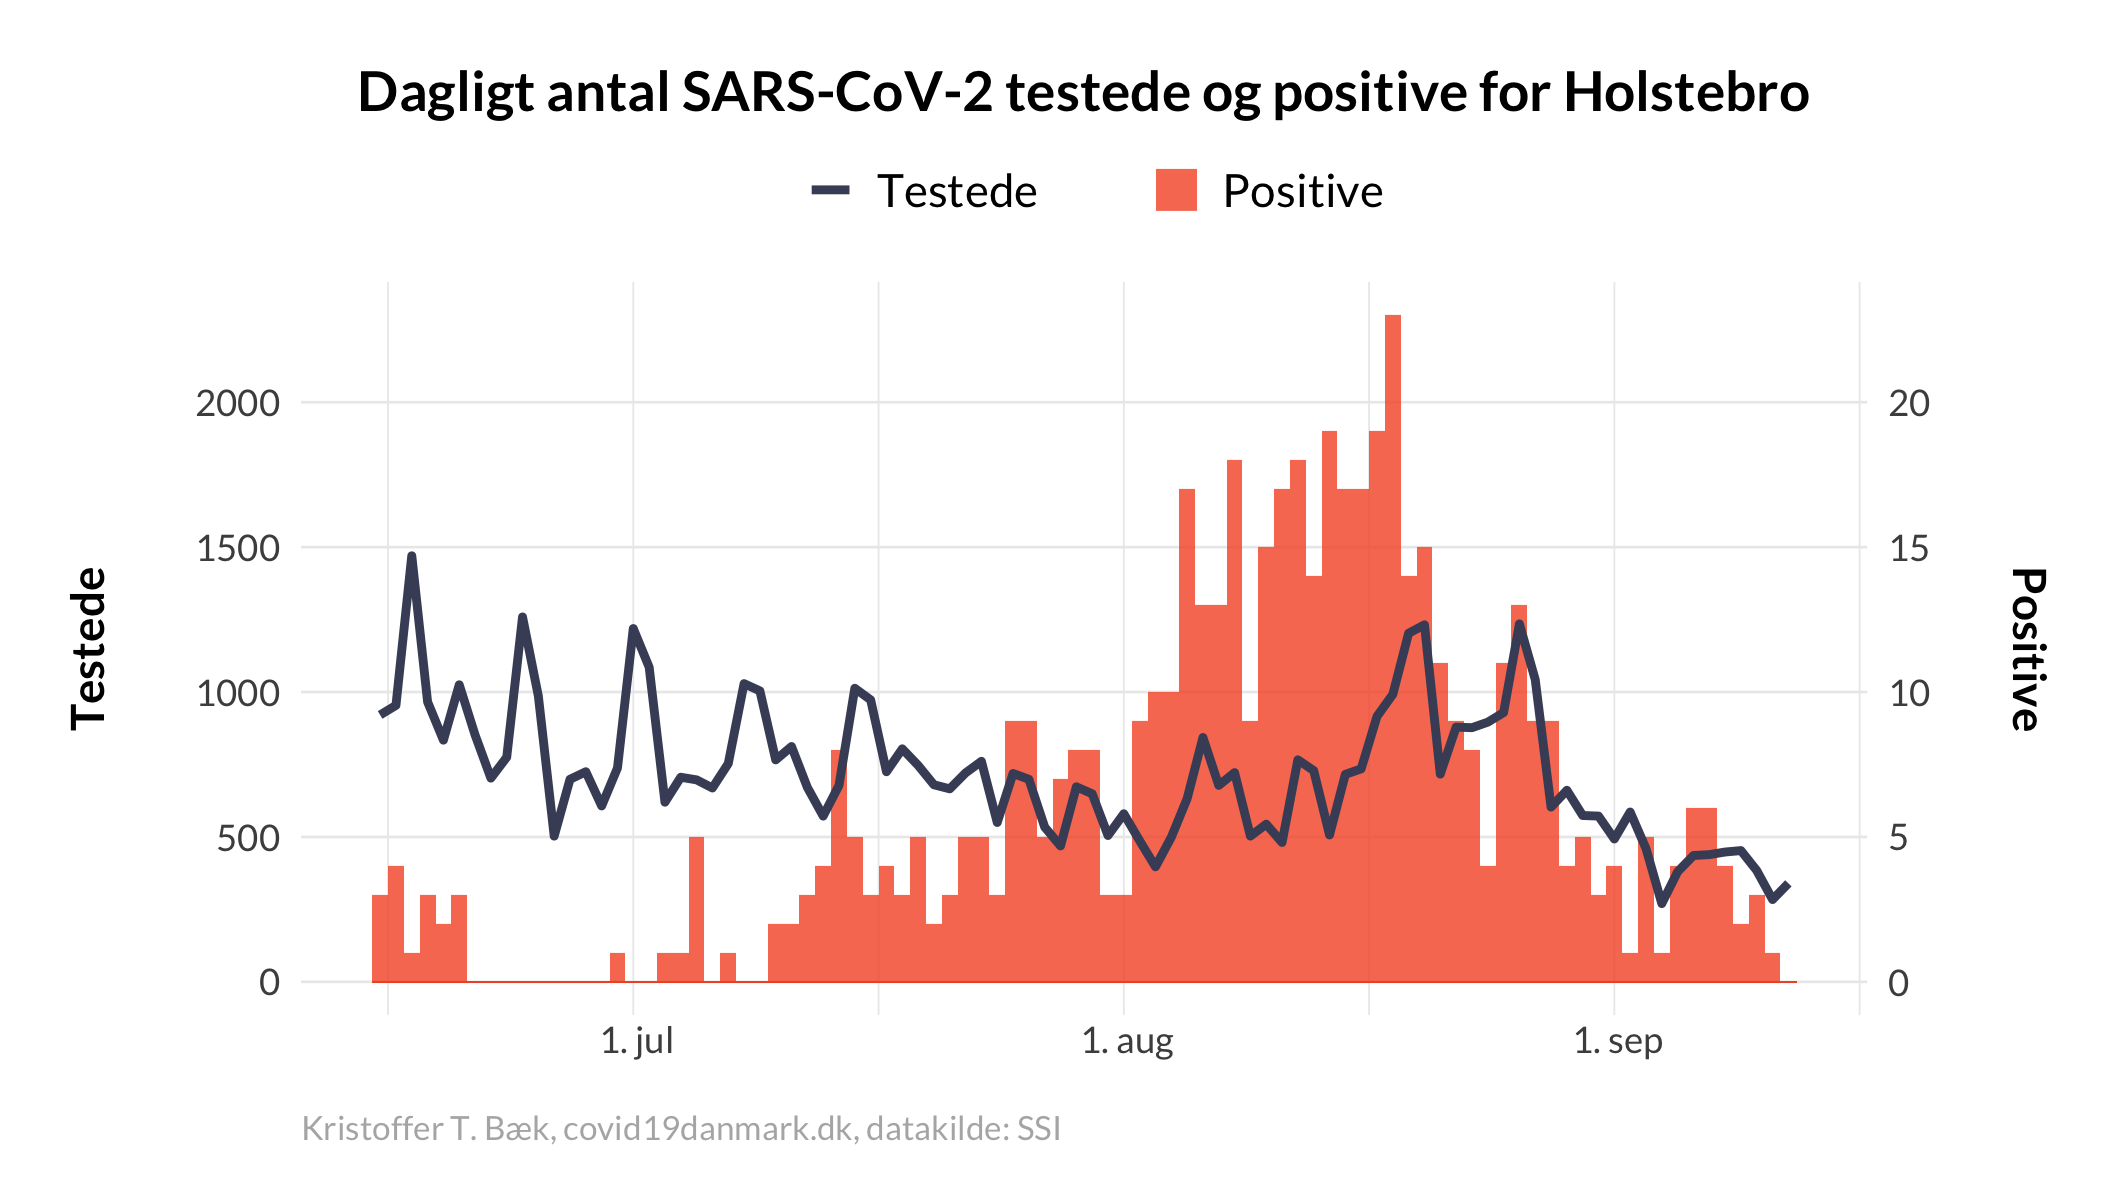 Dagligt antal SARS-CoV-2 testede og positive for Holstebro
Testede Positive
2000 20
1500 15
1000 10
500 5
0 0
Testede
Positive
1. jul 1. aug 1. sep
Kristoffer T. Bæk, covid19danmark.dk, datakilde: SSI